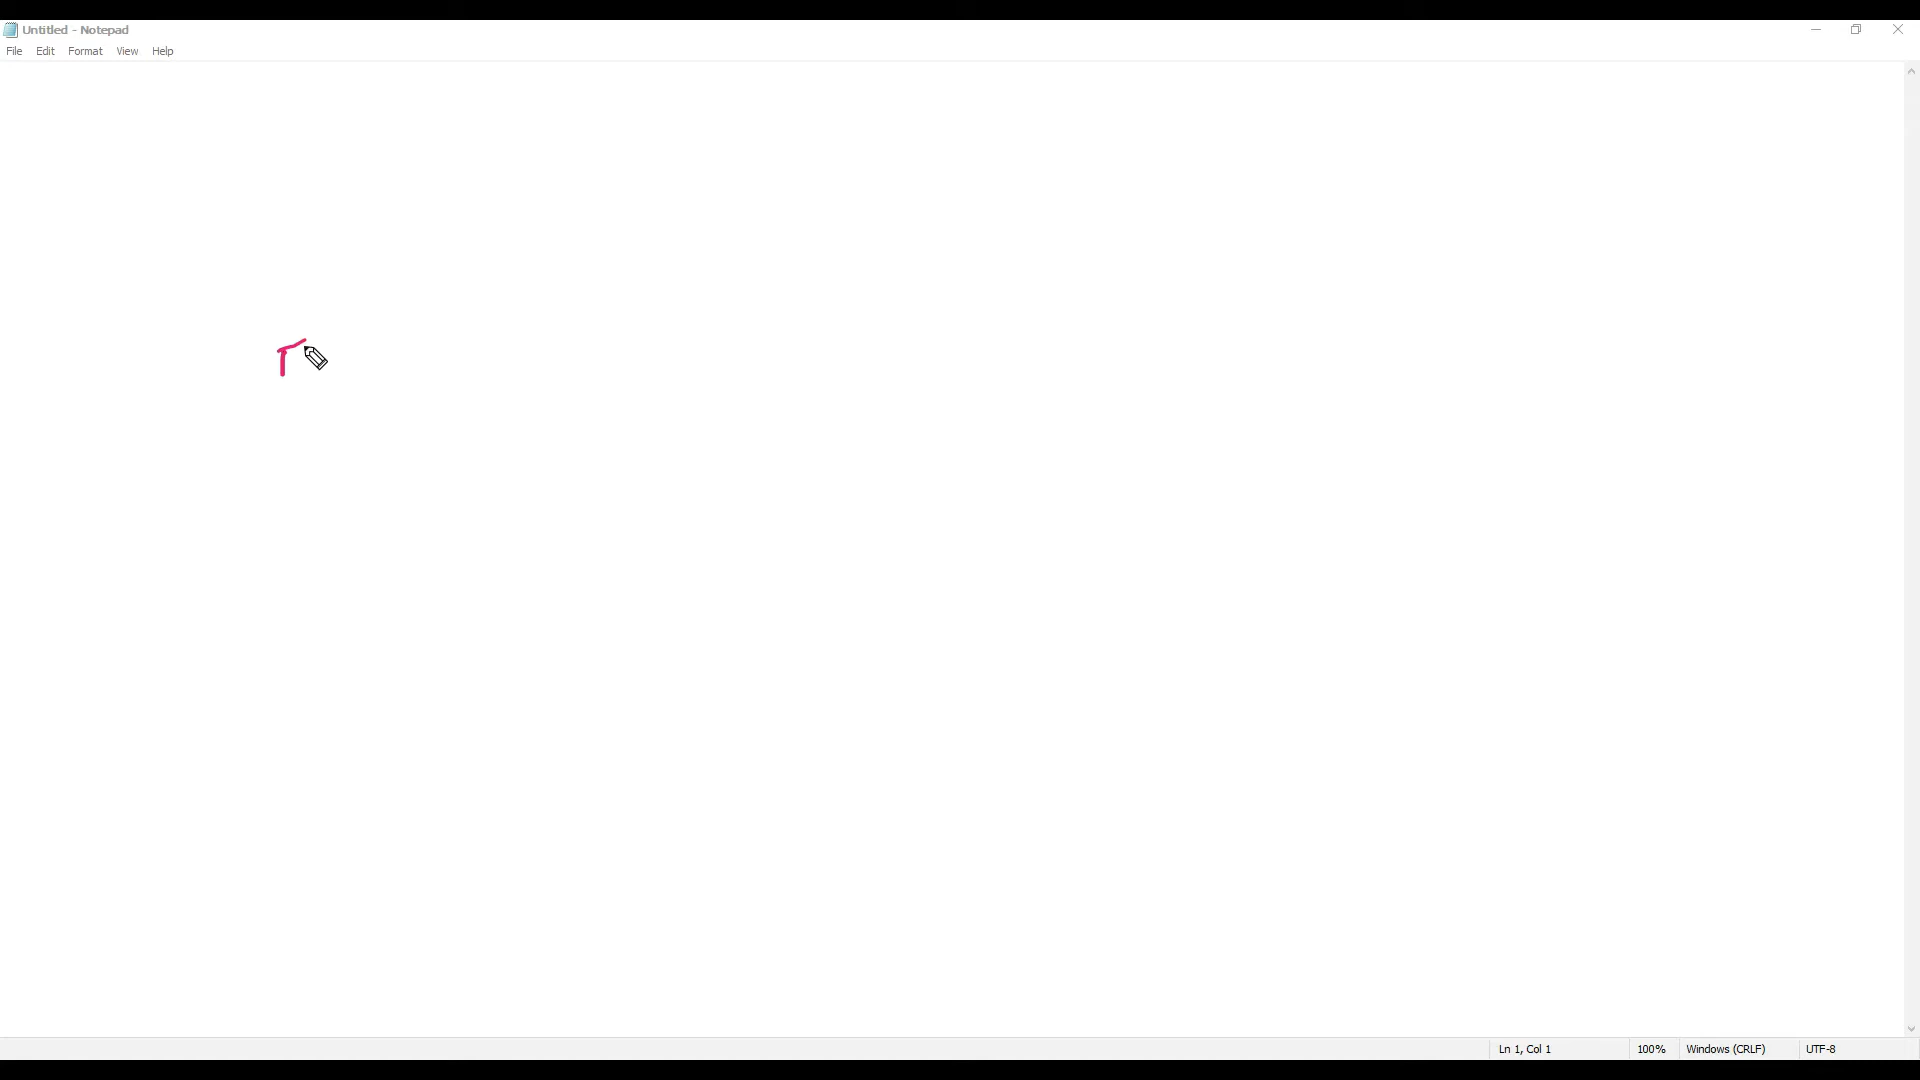 Untitled - Notepad
File Edit Format View Help
Ln 1, Col 1 100% Windows (CRLF) UTF-8